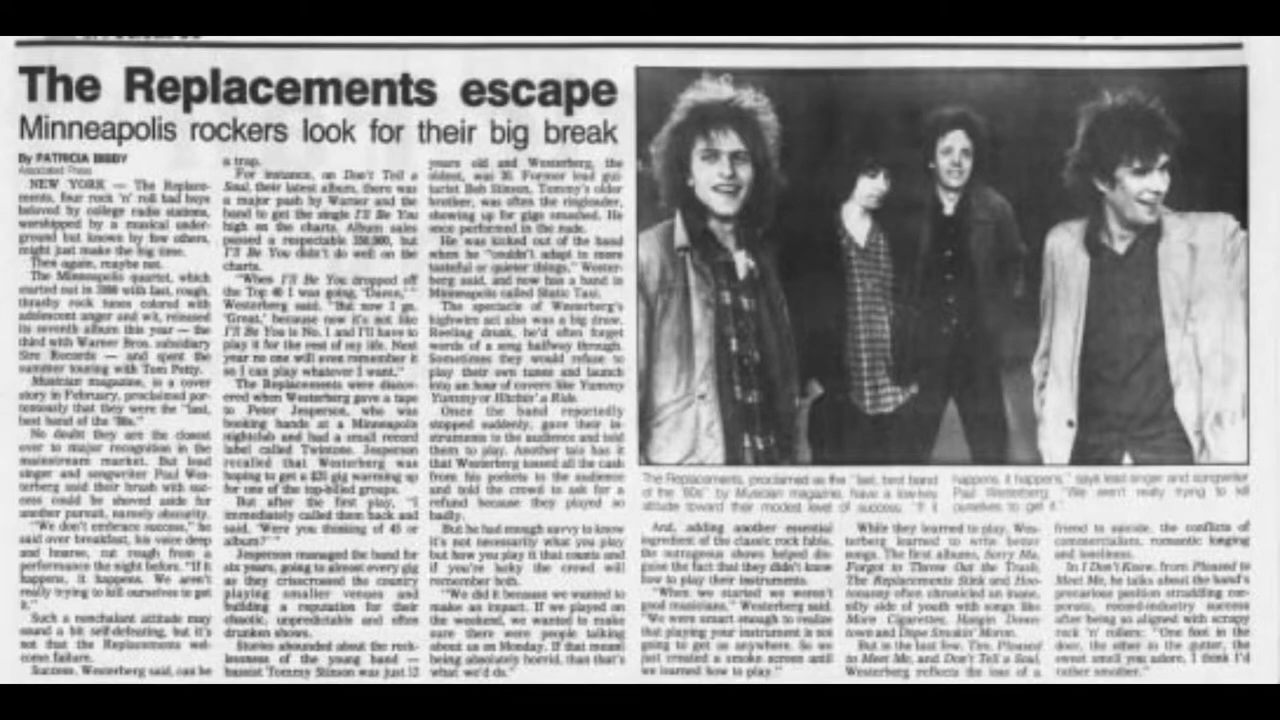 The Replacements escape
Minneapolis rockers look for their big break
By PATRICIA BIBBY
Associated Press
NEW YORK — The Replace-
ments, four rock 'n' roll bad boys
beloved by college radio stations,
worshipped by a musical under-
ground but known by few others,
might just make the big time.
Then again, maybe not.
The Minneapolis quartet, which
started out in with fast, rough,
thrashy rock tunes colored with
adolescent anger and wit, released
its seventh album this year — the
third with Warner Bros. subsidiary
Sire Records — and spent the
summer touring with Tom Petty.
Musician magazine, in a cover
story in February, proclaimed por-
tentously that they were the "last,
best band of the '80s."
No doubt they are the closest
ever to major recognition in the
mainstream market. But lead
singer and songwriter Paul Wes-
terberg said their brush with suc-
cess could be shoved aside for
another pursuit, namely obscurity.
"We don't embrace success," he
said over breakfast, his voice deep
and hoarse, cut rough from a
performance the night before. "If it
happens, it happens. We aren't
really trying to kill ourselves to get
it."
Such a nonchalant attitude may
sound a bit self-defeating, but it's
not that the Replacements wel-
come failure.
Success, Westerberg said, can be
a trap.
For instance, on Don't Tell a
Soul, their latest album, there was
a major push by Warner and the
band to get the single I'll Be You
high on the charts. Album sales
passed a respectable but
I'll Be You didn't do well on the
charts.
"When I'll Be You dropped off
the Top 40 I was going, 'Damn,' "
Westerberg said. "But now I go,
'Great,' because now it's not like
I'll Be You is No. 1 and I'll have to
play it for the rest of my life. Next
year no one will even remember it
so I can play whatever I want."
The Replacements were discov-
ered when Westerberg gave a tape
to Peter Jesperson, who was
booking bands at a Minneapolis
nightclub and had a small record
label called Twintone. Jesperson
recalled that Westerberg was
hoping to get a gig warming up
for one of the top-billed groups.
But after the first play, "I
immediately called them back and
said, 'Were you thinking of 45 or
album?' "
Jesperson managed the band for
six years, going to almost every gig
as they crisscrossed the country
playing smaller venues and
building a reputation for their
chaotic, unpredictable and often
drunken shows.
Stories abounded about the reck-
lessness of the young band —
bassist Tommy Stinson was just 12
years old and Westerberg, the
oldest, was 20. Former lead gui-
tarist Bob Stinson, Tommy's older
brother, was often the ringleader,
showing up for gigs smashed. He
once performed in the nude.
He was kicked out of the band
when he "couldn't adapt to more
tasteful or quieter things," Wester-
berg said, and now has a band in
Minneapolis called Static Taxi.
The spectacle of Westerberg's
highwire act also was a big draw.
Reeling drunk, he'd often forget
words of a song halfway through.
Sometimes they would refuse to
play their own tunes and launch
into an hour of covers like Yummy
Yummy or Hitchin' a Ride.
Once the band reportedly
stopped suddenly, gave their in-
struments to the audience and told
them to play. Another tale has it
that Westerberg tossed all the cash
from his pockets to the audience
and told the crowd to ask for a
refund because they played so
badly.
But he had enough savvy to know
it's not necessarily what you play
but how you play it that counts and
if you're lucky the crowd will
remember both.
"We did it because we wanted to
make an impact. If we played on
the weekend, we wanted to make
sure there were people talking
about us on Monday. If that meant
being absolutely horrid, than that's
what we'd do."
The Replacements, proclaimed as the "last, best band
of the '80s" by Musician magazine, have a low-key
attitude toward their modest level of success. "If it
happens, it happens," says lead singer and songwriter
Paul Westerberg. "We aren't really trying to kill
ourselves to get it."
And, adding another essential
ingredient of the classic rock fable,
the outrageous shows helped dis-
guise the fact that they didn't know
how to play their instruments.
"When we started we weren't
good musicians," Westerberg said.
"We were smart enough to realize
that playing your instrument is not
going to get us anywhere. So we
just created a smoke screen until
we learned how to play."
While they learned to play, Wes-
terberg learned to write better
songs. The first albums, Sorry Ma,
Forgot to Throw Out the Trash,
The Replacements Stink and Hoo-
tenanny often chronicled an inane,
silly side of youth with songs like
More Cigarettes, Hangin Down-
town and Dope Smokin' Moron.
But in the last few, Tim, Pleased
to Meet Me, and Don't Tell a Soul,
Westerberg reflects the loss of a
friend to suicide, the conflicts of
commercialism, romantic longing
and loneliness.
In I Don't Know, from Pleased to
Meet Me, he talks about the band's
precarious position straddling cor-
porate, record-industry success
after being so aligned with scrappy
rock 'n' rollers: "One foot in the
door, the other in the gutter, the
sweet smell you adore, I think I'd
rather smother."